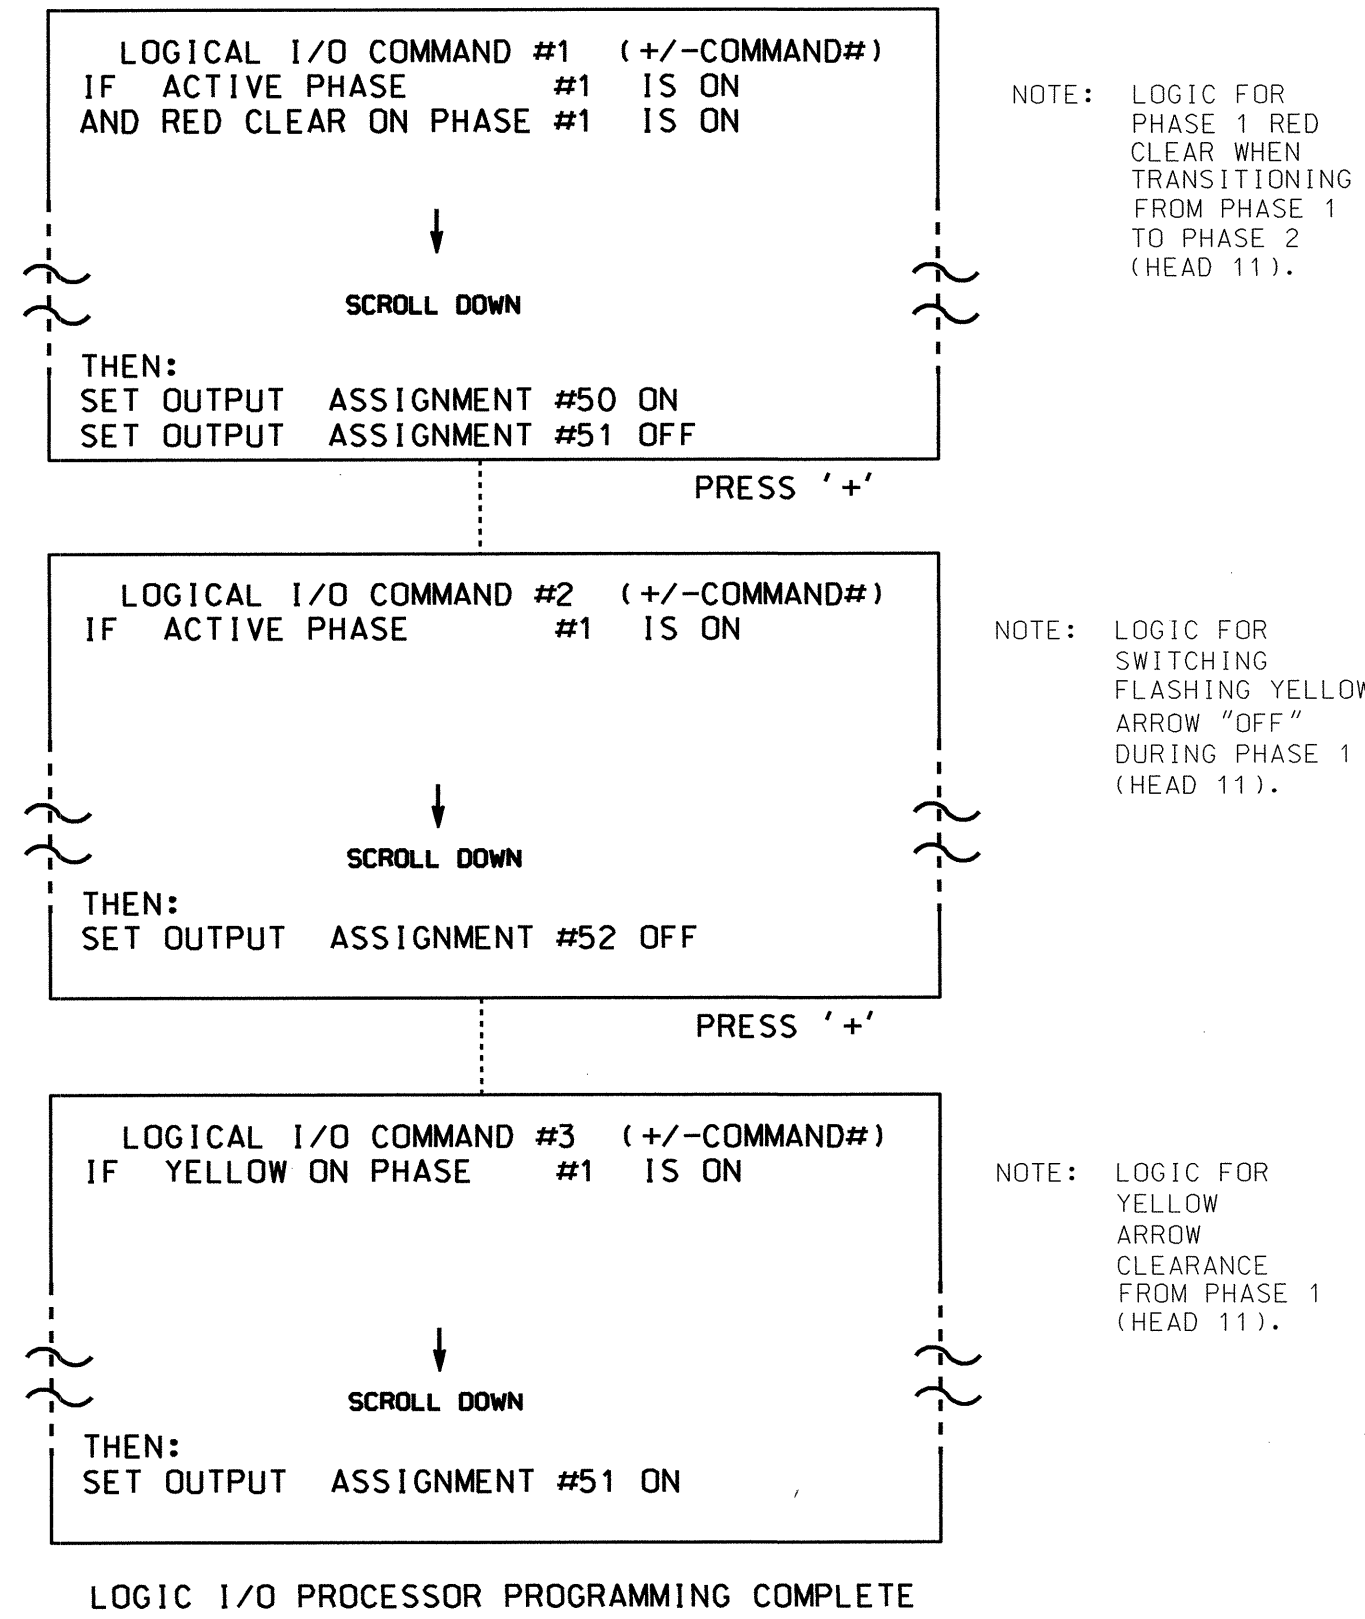 LOGICAL I/O COMMAND #1 (+/-COMMAND#)
IF ACTIVE PHASE #1 IS ON
AND RED CLEAR ON PHASE #1 IS ON
SCROLL DOWN
THEN:
SET OUTPUT ASSIGNMENT #50 ON
SET OUTPUT ASSIGNMENT #51 OFF
NOTE: LOGIC FOR
PHASE 1 RED
CLEAR WHEN
TRANSITIONING
FROM PHASE 1
TO PHASE 2
(HEAD 11).
PRESS '+'
LOGICAL I/O COMMAND #2 (+/-COMMAND#)
IF ACTIVE PHASE #1 IS ON
SCROLL DOWN
THEN:
SET OUTPUT ASSIGNMENT #52 OFF
NOTE: LOGIC FOR
SWITCHING
FLASHING YELLOW
ARROW "OFF"
DURING PHASE 1
(HEAD 11).
PRESS '+'
LOGICAL I/O COMMAND #3 (+/-COMMAND#)
IF YELLOW ON PHASE #1 IS ON
SCROLL DOWN
THEN:
SET OUTPUT ASSIGNMENT #51 ON
NOTE: LOGIC FOR
YELLOW
ARROW
CLEARANCE
FROM PHASE 1
(HEAD 11).
LOGIC I/O PROCESSOR PROGRAMMING COMPLETE